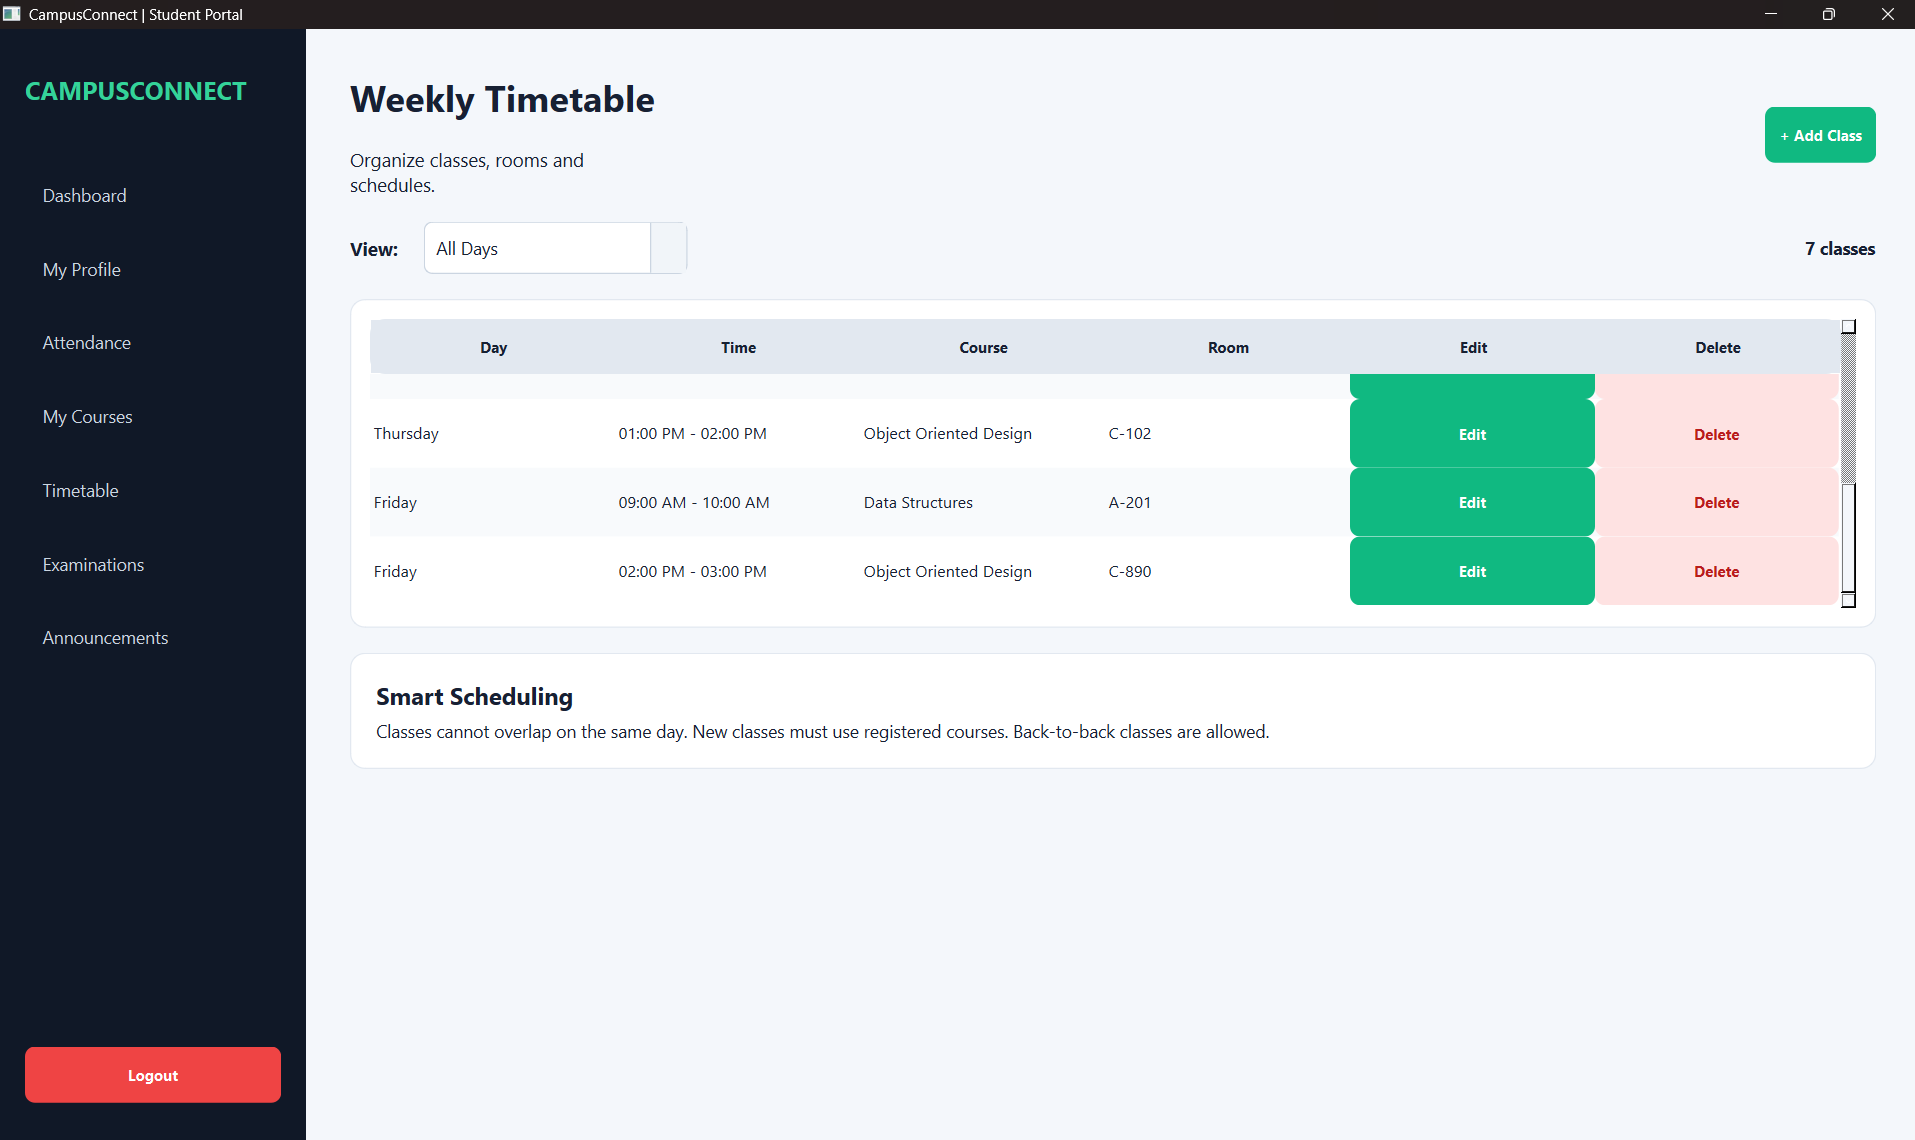 CampusConnect | Student Portal
CAMPUSCONNECT
Dashboard
My Profile
Attendance
My Courses
Timetable
Examinations
Announcements
Logout
Weekly Timetable
Organize classes, rooms and
schedules.
+ Add Class
View: All Days
7 classes
Day Time Course Room Edit Delete
Thursday 01:00 PM - 02:00 PM Object Oriented Design C-102 Edit Delete
Friday 09:00 AM - 10:00 AM Data Structures A-201 Edit Delete
Friday 02:00 PM - 03:00 PM Object Oriented Design C-890 Edit Delete
Smart Scheduling
Classes cannot overlap on the same day. New classes must use registered courses. Back-to-back classes are allowed.